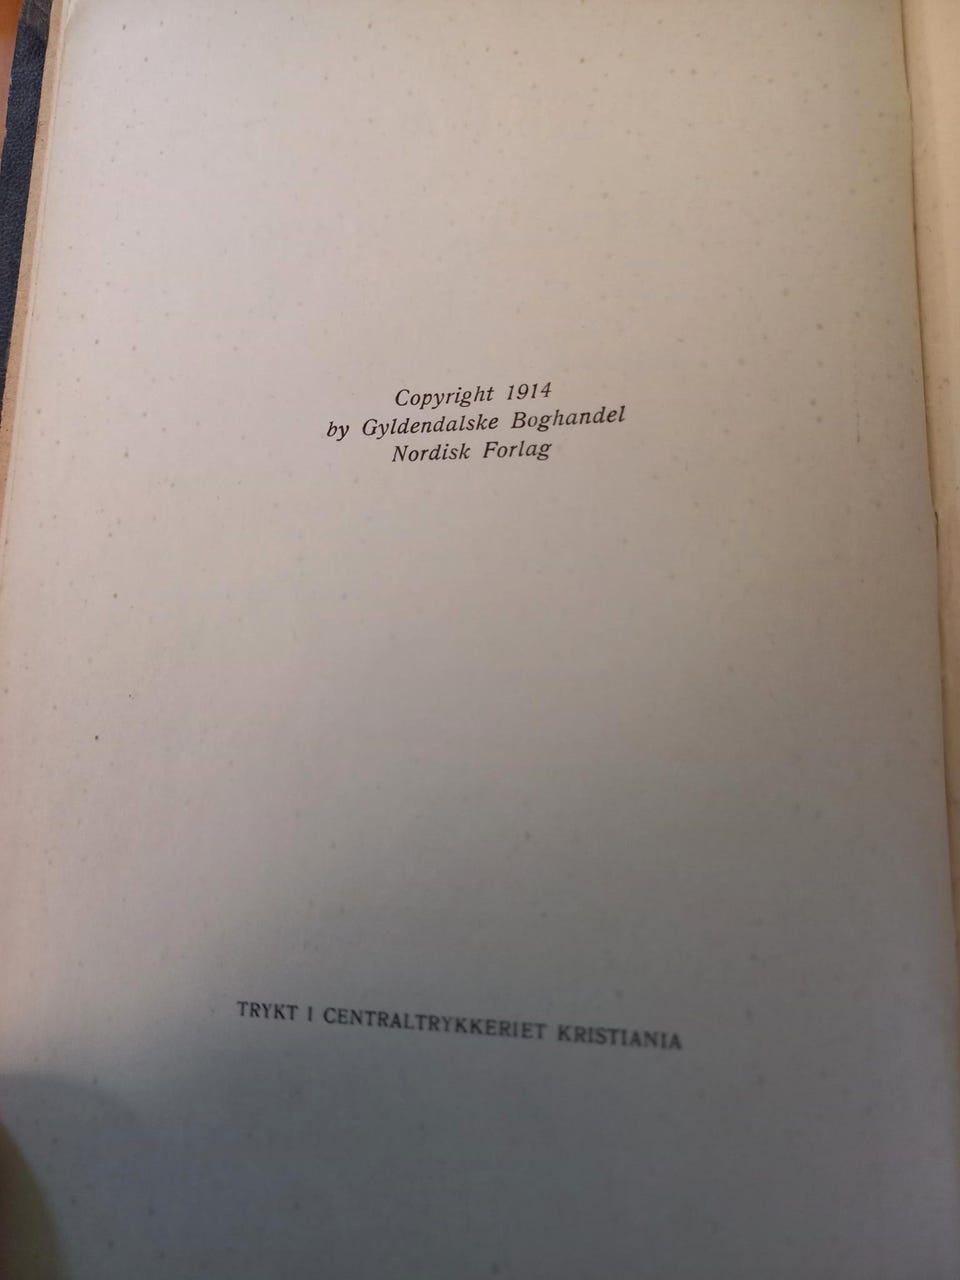 Copyright 1914
by Gyldendalske Boghandel
Nordisk Forlag
TRYKT I CENTRALTRYKKERIET KRISTIANIA